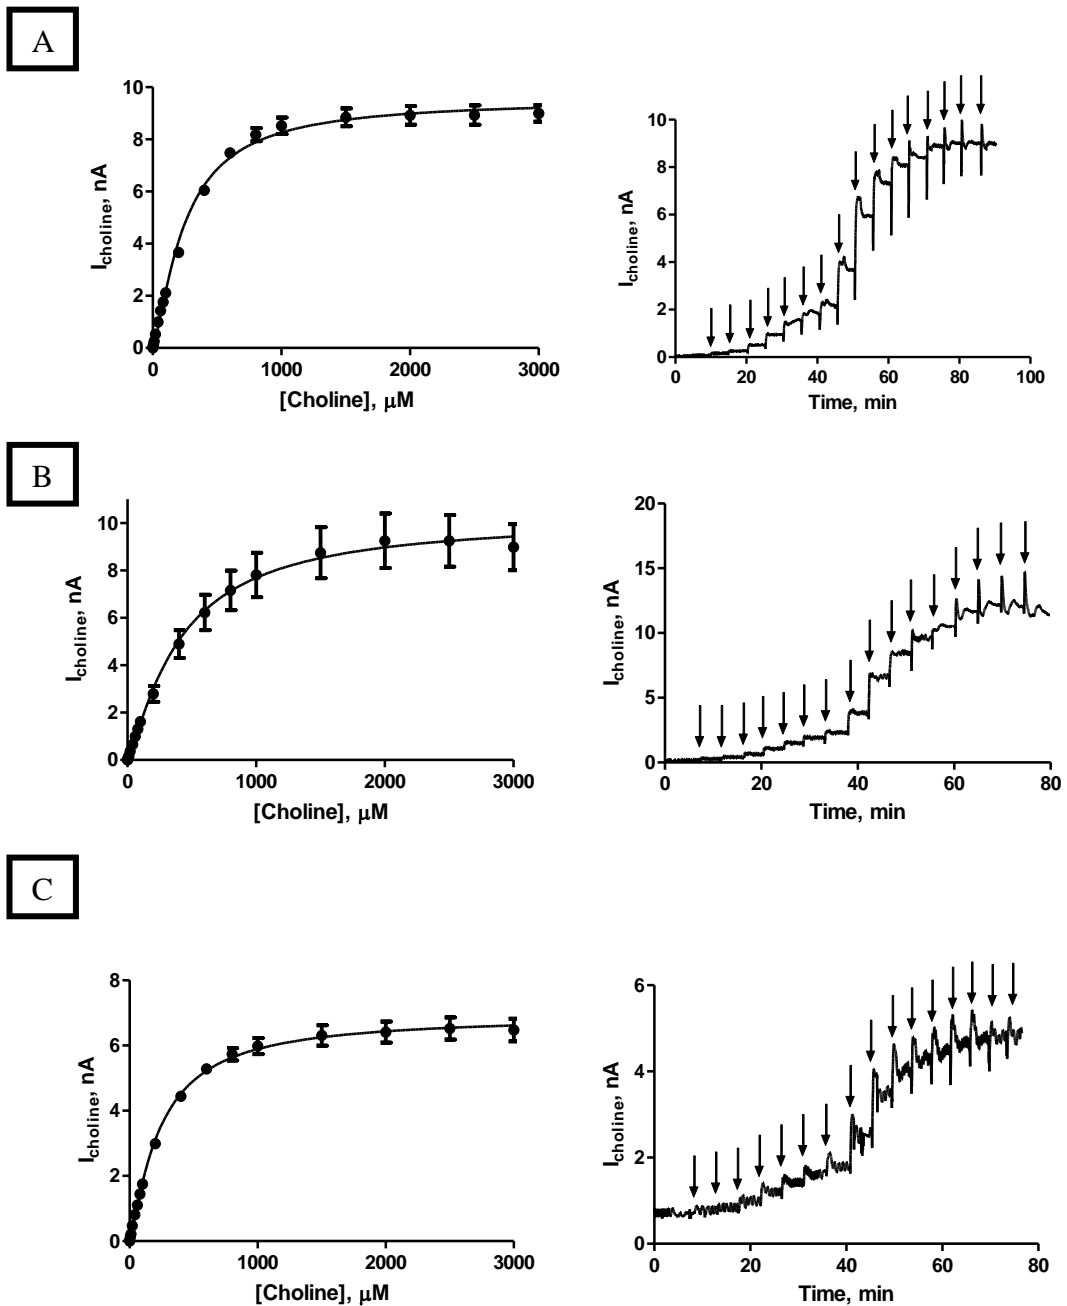 A
10
8
6
4
2
0
I choline, nA
0 1000 2000 3000
[Choline], μM
10
8
6
4
2
0
Icholine, nA
0 20 40 60 80 100
Time, min
B
10
8
6
4
2
0
Icholine, nA
0 1000 2000 3000
[Choline], μM
20
15
10
5
0
Icholine, nA
0 20 40 60 80
Time, min
C
8
6
4
2
0
Icholine, nA
0 1000 2000 3000
[Choline], μM
6
4
2
0
Icholine, nA
0 20 40 60 80
Time, min